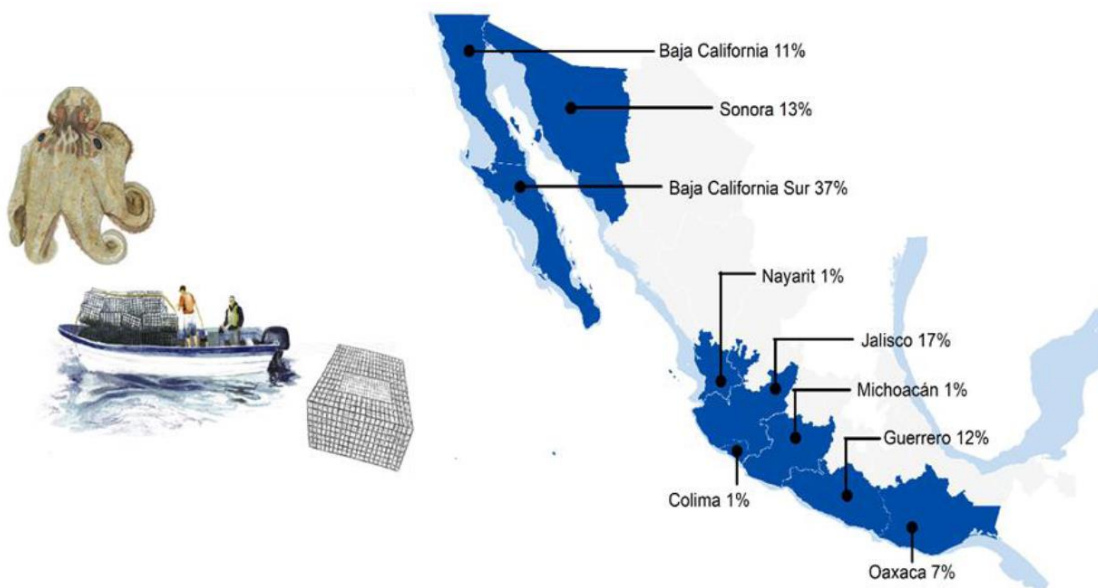 Baja California 11%
Sonora 13%
Baja California Sur 37%
Nayarit 1%
Jalisco 17%
Michoacán 1%
Guerrero 12%
Colima 1%
Oaxaca 7%